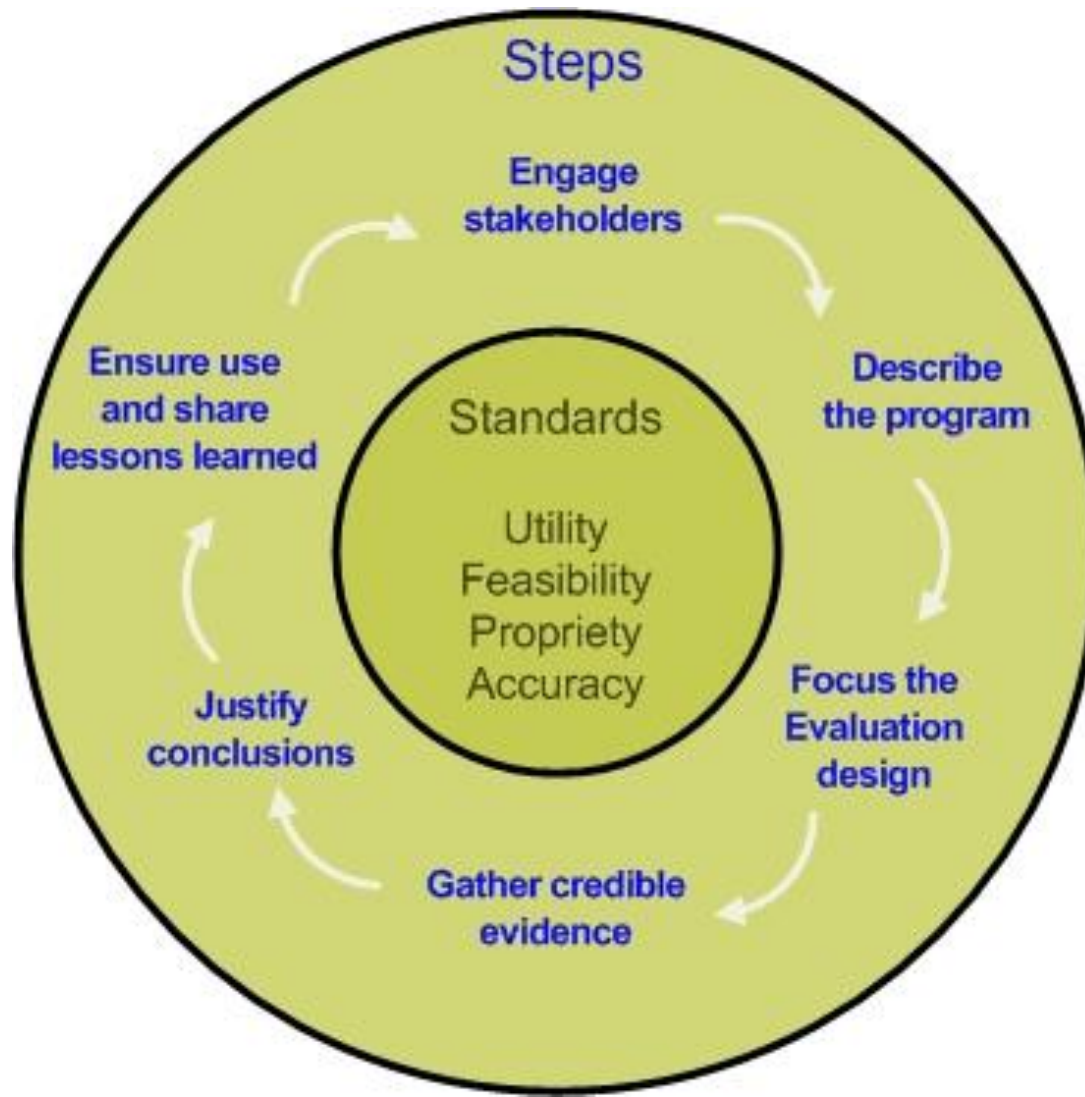 Steps
Engage
stakeholders
Describe
the program
Focus the
Evaluation
design
Gather credible
evidence
Justify
conclusions
Ensure use
and share
lessons learned
Standards
Utility
Feasibility
Propriety
Accuracy